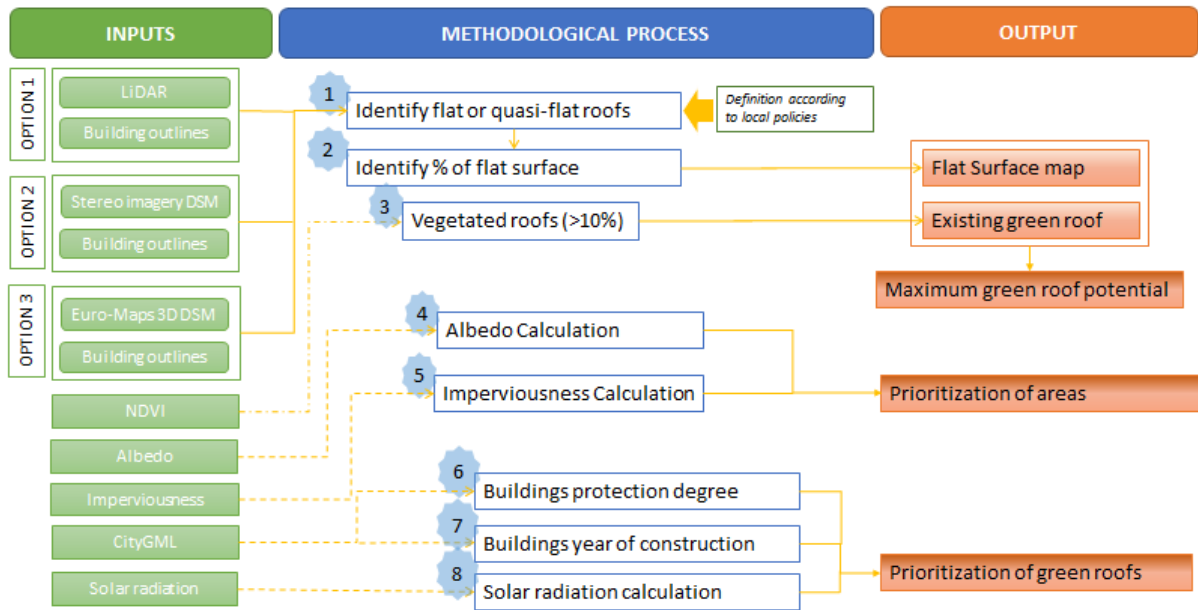 INPUTS
METHODOLOGICAL PROCESS
OUTPUT
OPTION 1
LiDAR
Building outlines
OPTION 2
Stereo imagery DSM
Building outlines
OPTION 3
Euro-Maps 3D DSM
Building outlines
NDVI
Albedo
Imperviousness
CityGML
Solar radiation
1
Identify flat or quasi-flat roofs
Definition according
to local policies
2
Identify % of flat surface
3
Vegetated roofs (>10%)
4
Albedo Calculation
5
Imperviousness Calculation
6
Buildings protection degree
7
Buildings year of construction
8
Solar radiation calculation
Flat Surface map
Existing green roof
Maximum green roof potential
Prioritization of areas
Prioritization of green roofs